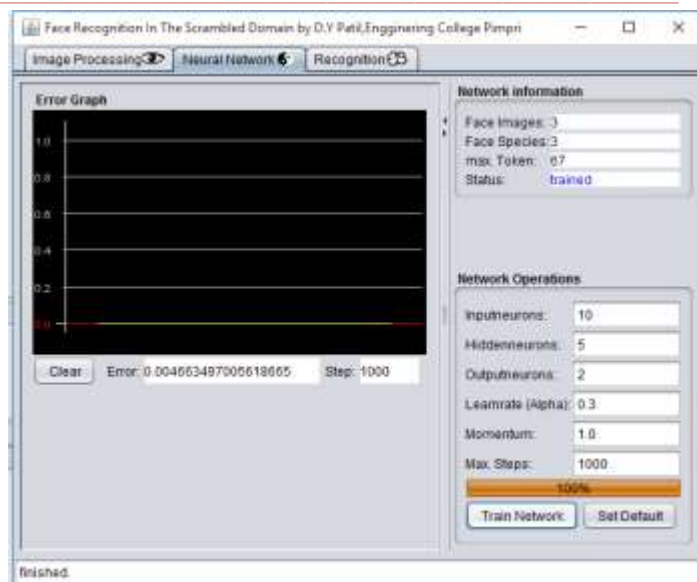 Face Recognition In The Scrambled Domain by D.Y Patil,Engginering College Pimpri
Image Processing
Neural Network
Recognition
Error Graph
1.0
0.8
0.6
0.4
0.2
0.0
Clear
Error: 0.004663497005618665
Step: 1000
Network information
Face Images: 3
Face Species: 3
max. Token: 67
Status: trained
Network Operations
Inputneurons: 10
Hiddenneurons: 5
Outputneurons: 2
Learnrate (Alpha): 0.3
Momentum: 1.0
Max. Steps: 1000
100%
Train Network
Set Default
finished.